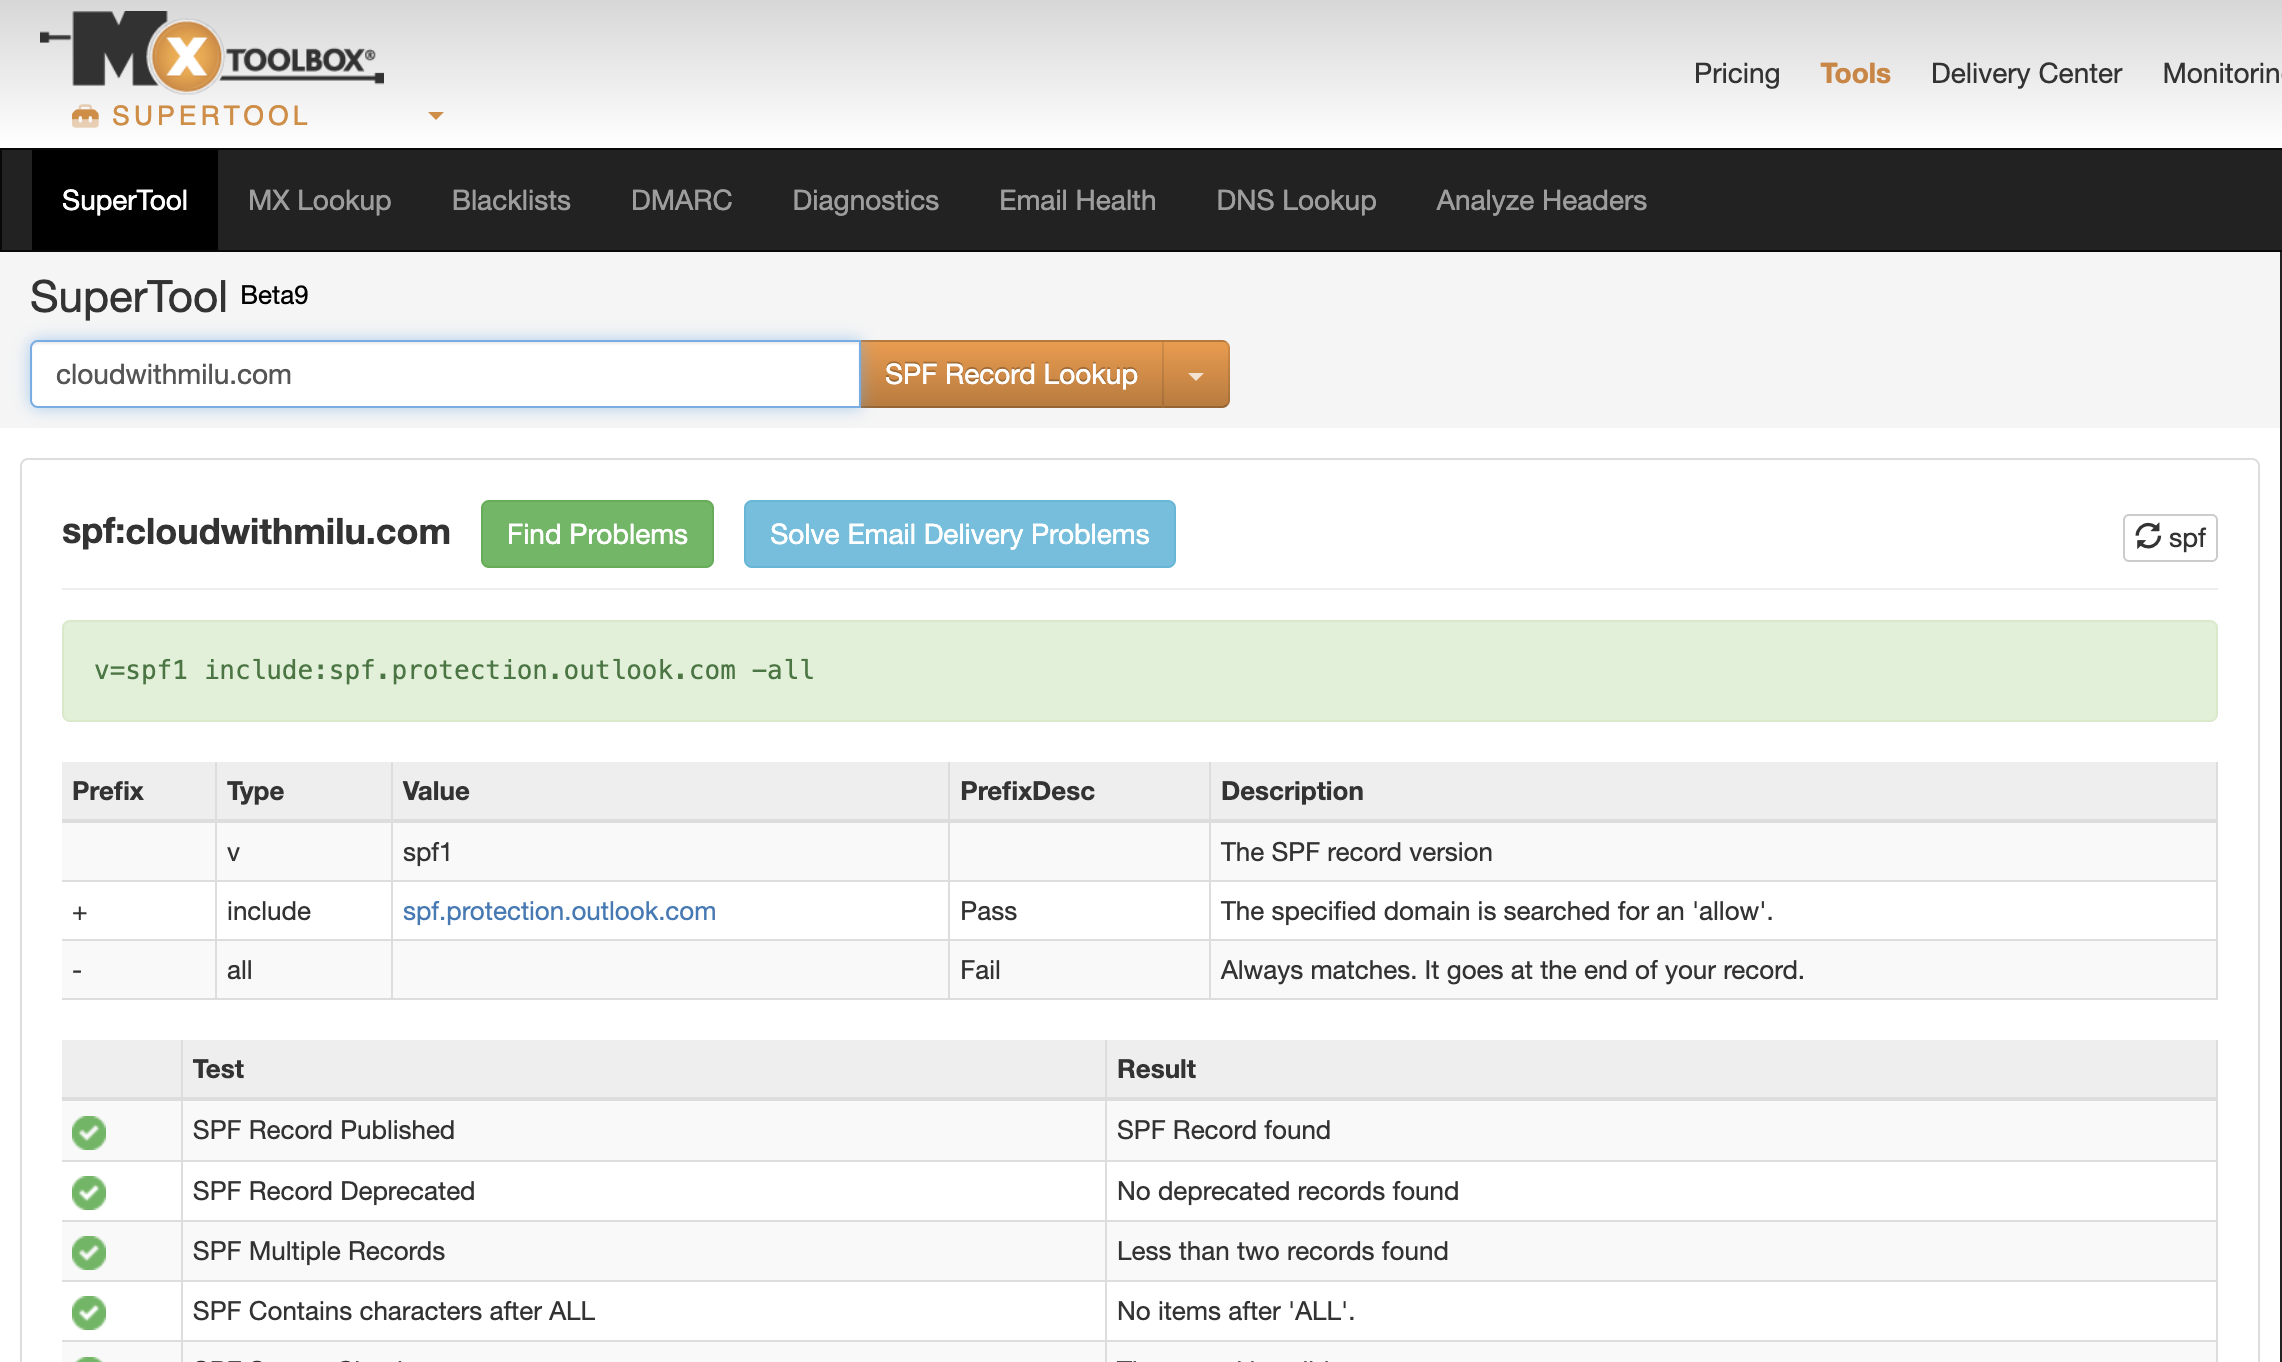 MX TOOLBOX®
SUPERTOOL
Pricing Tools Delivery Center Monitorin
SuperTool MX Lookup Blacklists DMARC Diagnostics Email Health DNS Lookup Analyze Headers
SuperTool Beta9
cloudwithmilu.com SPF Record Lookup
spf:cloudwithmilu.com Find Problems Solve Email Delivery Problems spf
v=spf1 include:spf.protection.outlook.com -all
Prefix Type Value PrefixDesc Description
v spf1 The SPF record version
+ include spf.protection.outlook.com Pass The specified domain is searched for an 'allow'.
- all Fail Always matches. It goes at the end of your record.
Test Result
SPF Record Published SPF Record found
SPF Record Deprecated No deprecated records found
SPF Multiple Records Less than two records found
SPF Contains characters after ALL No items after 'ALL'.